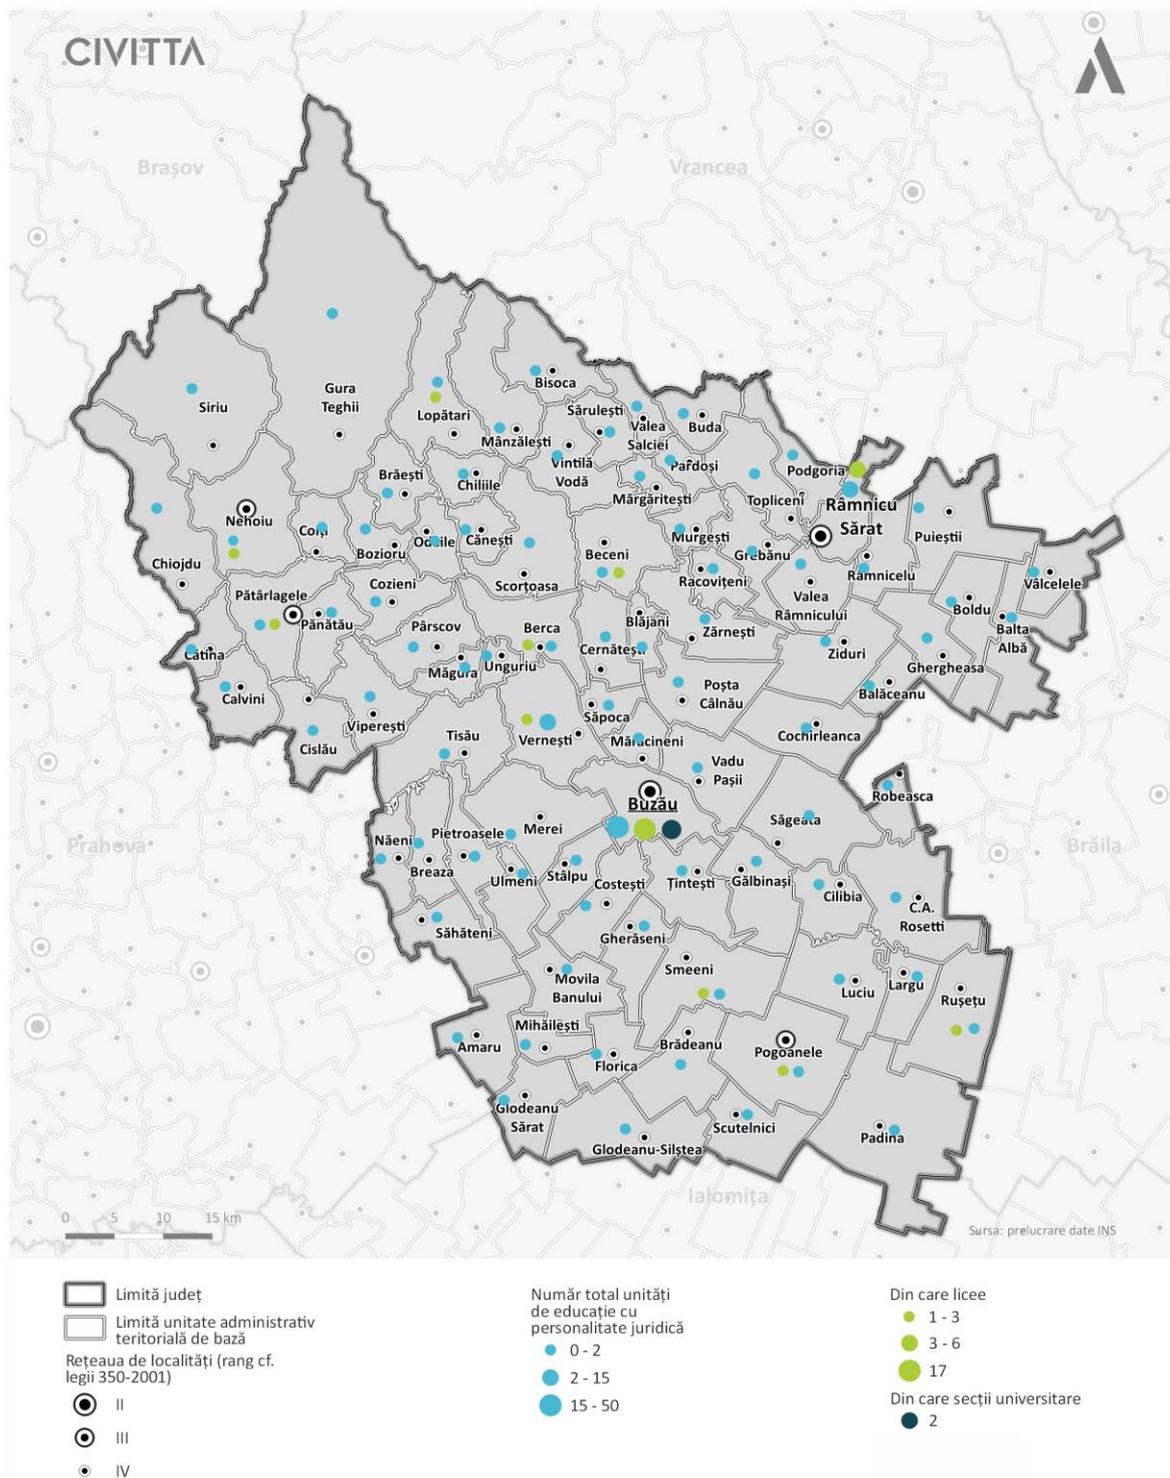 CIVITTA
Brașov
Vrancea
Bisoca
Gura
Teghii
Siriu
Lopătari
Sărulești
Valea
Salciei
Buda
Mânzălești
Vintilă
Vodă
Pardoși
Podgoria
Brăești
Chiliile
Mărgăritești
Topliceni
Râmnicu
Sărat
Nehoiu
Colți
Bozioru
Odăile
Cănești
Beceni
Murgești
Grebănu
Puieștii
Chiojdu
Scorțoasa
Racovițeni
Râmnicelu
Vâlcelele
Cozieni
Valea
Râmnicului
Pătârlagele
Pănătău
Pârscov
Berca
Blăjani
Zărnești
Boldu
Balta
Albă
Cătina
Măgura
Unguriu
Cernătești
Ziduri
Ghergheasa
Calvini
Poșta
Câlnău
Balăceanu
Viperești
Săpoca
Cislău
Tisău
Vernești
Mărăcineni
Cochirleanca
Vadu
Pașii
Buzău
Robeasca
Prahova
Brăila
Năeni
Pietroasele
Merei
Săgeata
Breaza
Ulmeni
Stâlpu
Costești
Țintești
Gălbinași
Cilibia
C.A.
Rosetti
Săhăteni
Gherăseni
Smeeni
Movila
Banului
Luciu
Largu
Rușețu
Mihăilești
Amaru
Florica
Brădeanu
Pogoanele
Glodeanu
Sărat
Glodeanu-Silștea
Scutelnici
Padina
Ialomița
0 5 10 15 km
Sursa: prelucrare date INS
Limită județ
Limită unitate administrativ
teritorială de bază
Rețeaua de localități (rang cf.
legii 350-2001)
II
III
IV
Număr total unități
de educație cu
personalitate juridică
0 - 2
2 - 15
15 - 50
Din care licee
1 - 3
3 - 6
17
Din care secții universitare
2